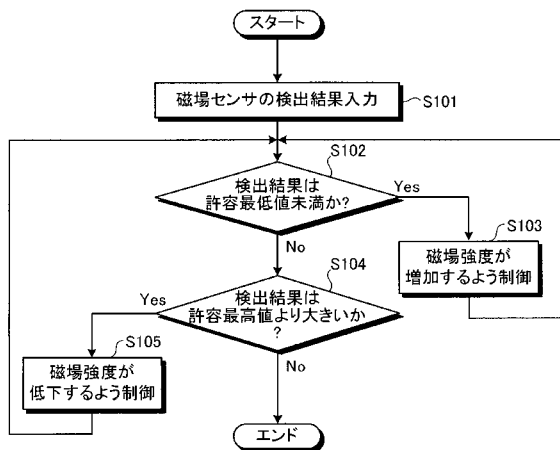 スタート
磁場センサの検出結果入力
S101
S102
検出結果は
許容最低値未満か?
Yes
No
S103
磁場強度が
増加するよう制御
S104
検出結果は
許容最高値より大きいか
?
Yes
No
S105
磁場強度が
低下するよう制御
エンド